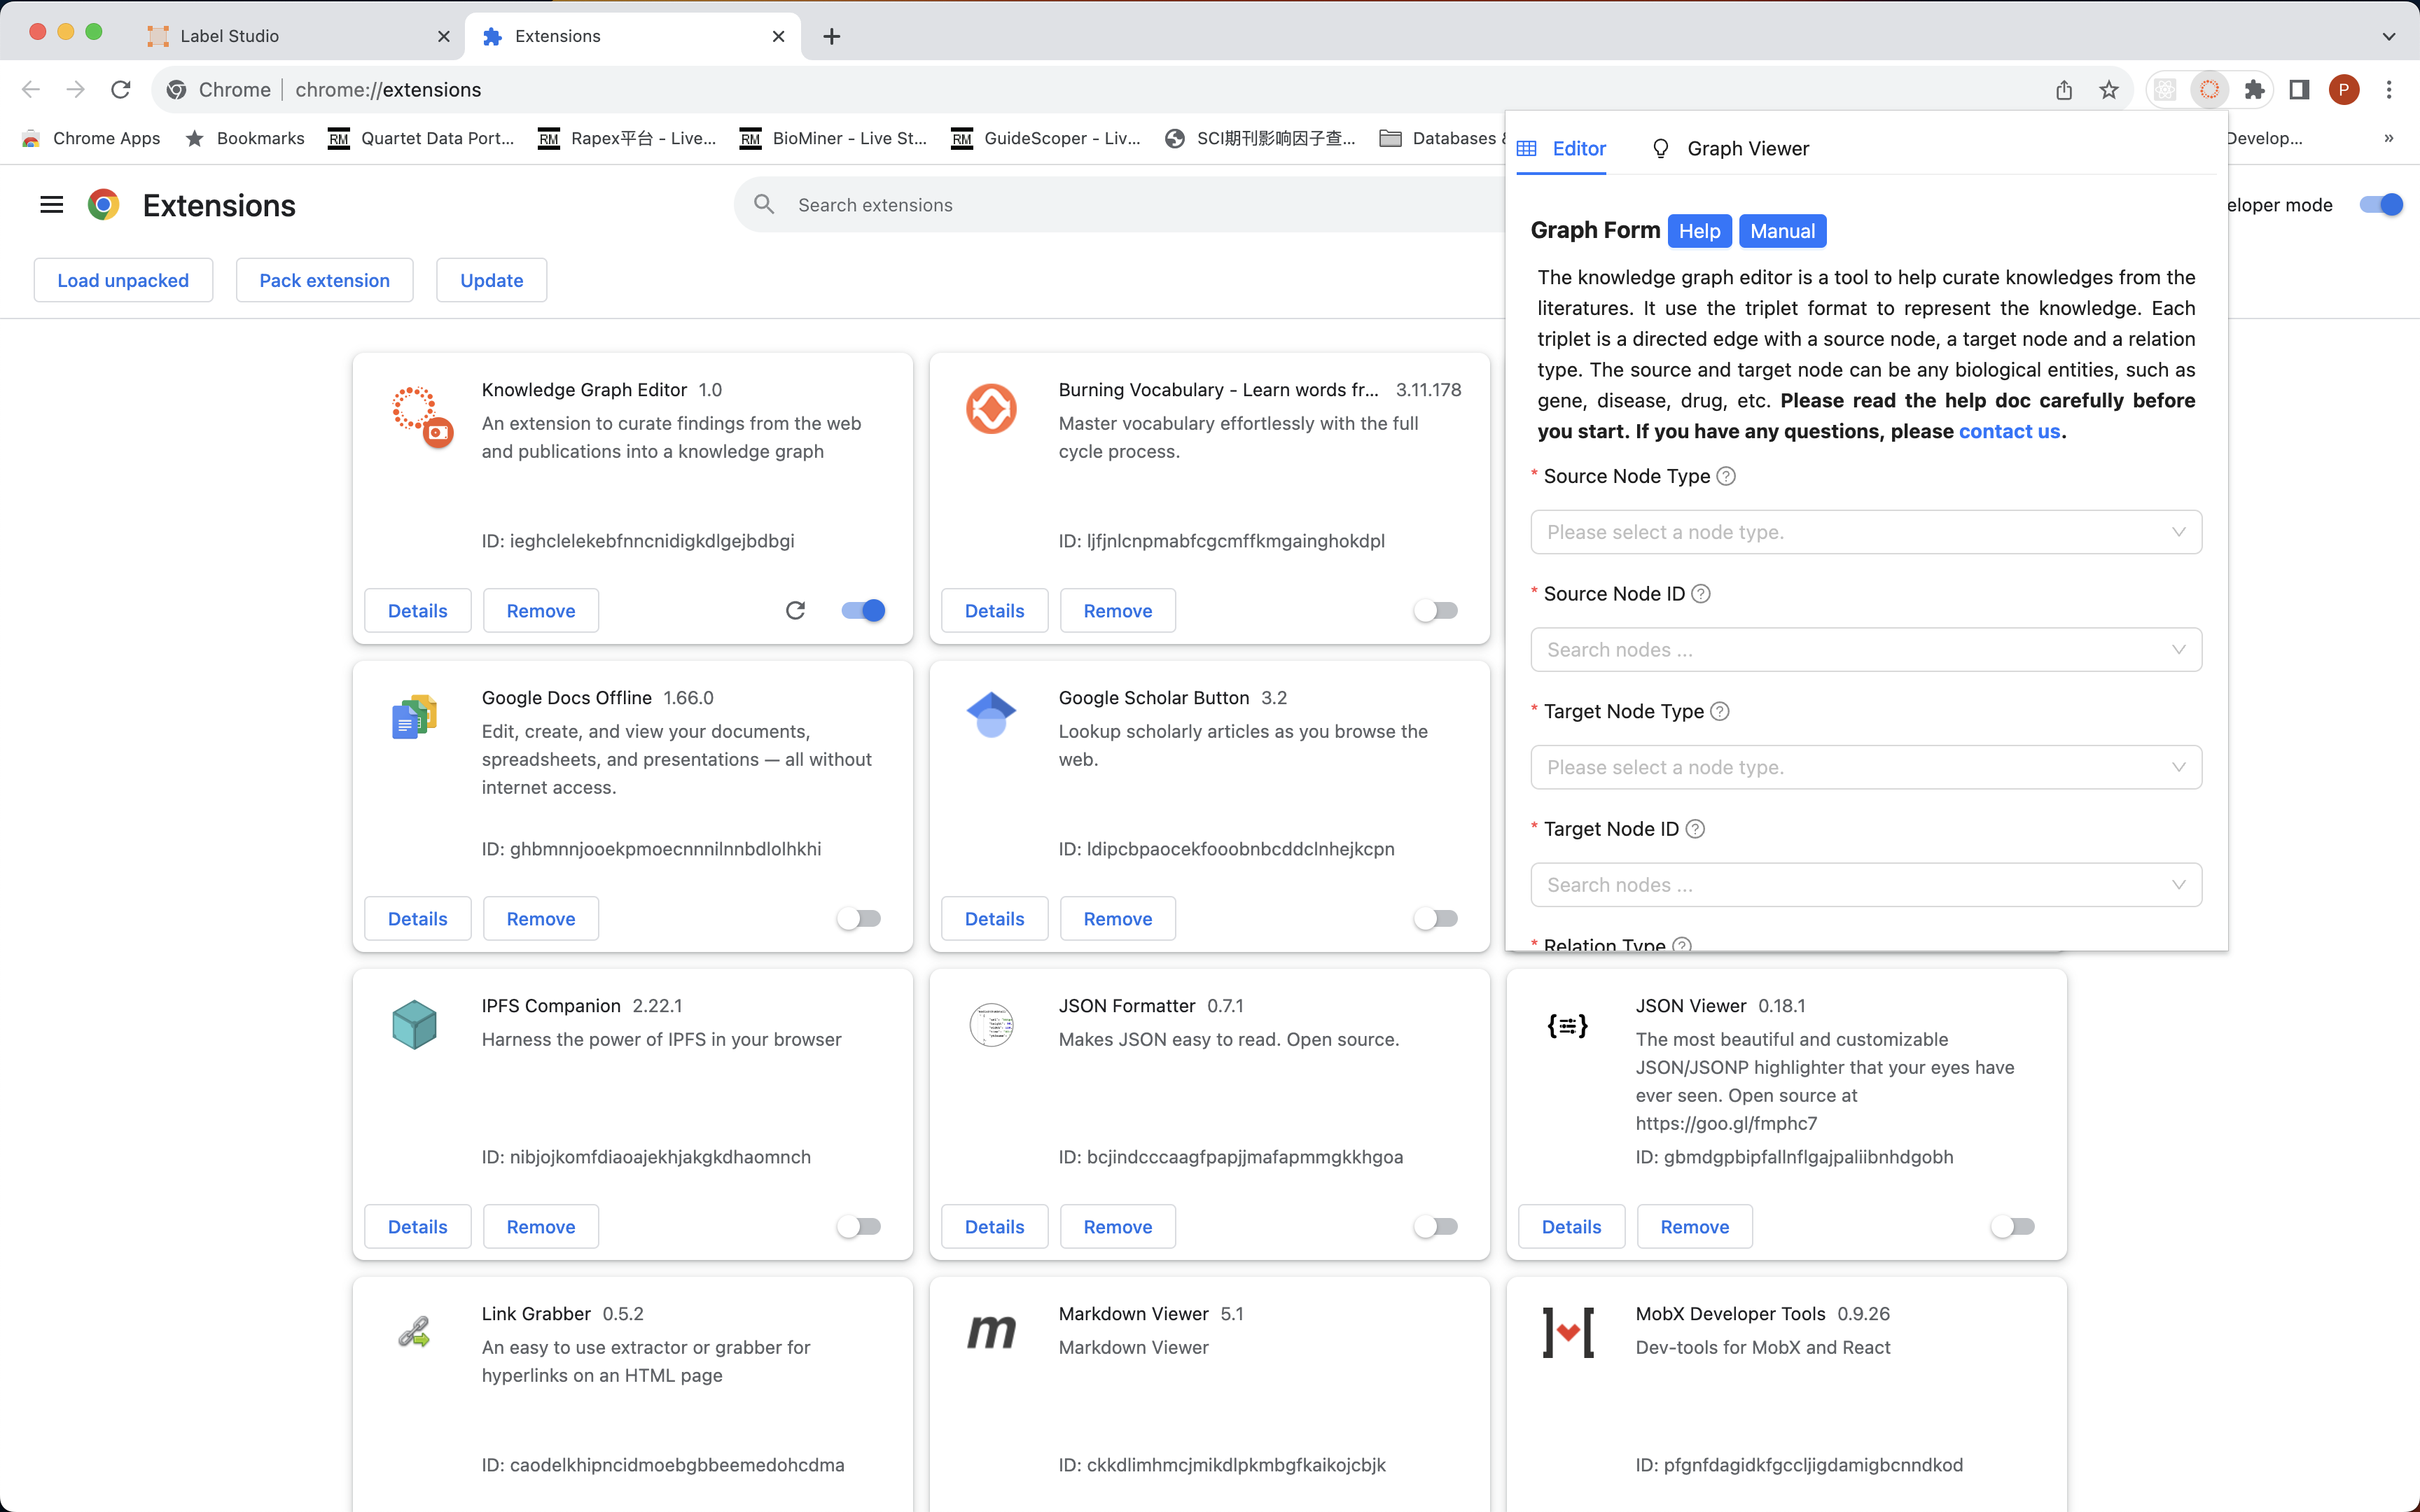 Label Studio
Extensions
Chrome
chrome://extensions
P
Chrome Apps
Bookmarks
RM Quartet Data Port...
RM Rapex平台 - Live...
RM BioMiner - Live St...
RM GuideScoper - Liv...
SCI期刊影响因子查...
Databases &
Develop...
»
Extensions
Search extensions
eloper mode
Load unpacked
Pack extension
Update
Editor
Graph Viewer
Graph Form Help Manual
The knowledge graph editor is a tool to help curate knowledges from the
literatures. It use the triplet format to represent the knowledge. Each
triplet is a directed edge with a source node, a target node and a relation
type. The source and target node can be any biological entities, such as
gene, disease, drug, etc. Please read the help doc carefully before
you start. If you have any questions, please contact us.
* Source Node Type ?
Please select a node type.
* Source Node ID ?
Search nodes ...
* Target Node Type ?
Please select a node type.
* Target Node ID ?
Search nodes ...
* Relation Type ?
Knowledge Graph Editor 1.0
An extension to curate findings from the web
and publications into a knowledge graph
ID: ieghclelekebfnncnidigkdlgejbdbgi
Details
Remove
Burning Vocabulary - Learn words fr... 3.11.178
Master vocabulary effortlessly with the full
cycle process.
ID: ljfjnlcnpmabfcgcmffkmgainghokdpl
Details
Remove
Google Docs Offline 1.66.0
Edit, create, and view your documents,
spreadsheets, and presentations — all without
internet access.
ID: ghbmnnjooekpmoecnnnilnnbdlolhkhi
Details
Remove
Google Scholar Button 3.2
Lookup scholarly articles as you browse the
web.
ID: ldipcbpaocekfooobnbcddclnhejkcpn
Details
Remove
IPFS Companion 2.22.1
Harness the power of IPFS in your browser
ID: nibjojkomfdiaoajekhjakgkdhaomnch
Details
Remove
JSON Formatter 0.7.1
Makes JSON easy to read. Open source.
ID: bcjindcccaagfpapjjmafapmmgkkhgoa
Details
Remove
JSON Viewer 0.18.1
The most beautiful and customizable
JSON/JSONP highlighter that your eyes have
ever seen. Open source at
https://goo.gl/fmphc7
ID: gbmdgpbipfallnflgajpaliibnhdgobh
Details
Remove
Link Grabber 0.5.2
An easy to use extractor or grabber for
hyperlinks on an HTML page
ID: caodelkhipncidmoebgbbeemedohcdma
m
Markdown Viewer 5.1
Markdown Viewer
ID: ckkdlimhmcjmikdlpkmbgfkaikojcbjk
MobX Developer Tools 0.9.26
Dev-tools for MobX and React
ID: pfgnfdagidkfgccljigdamigbcnndkod